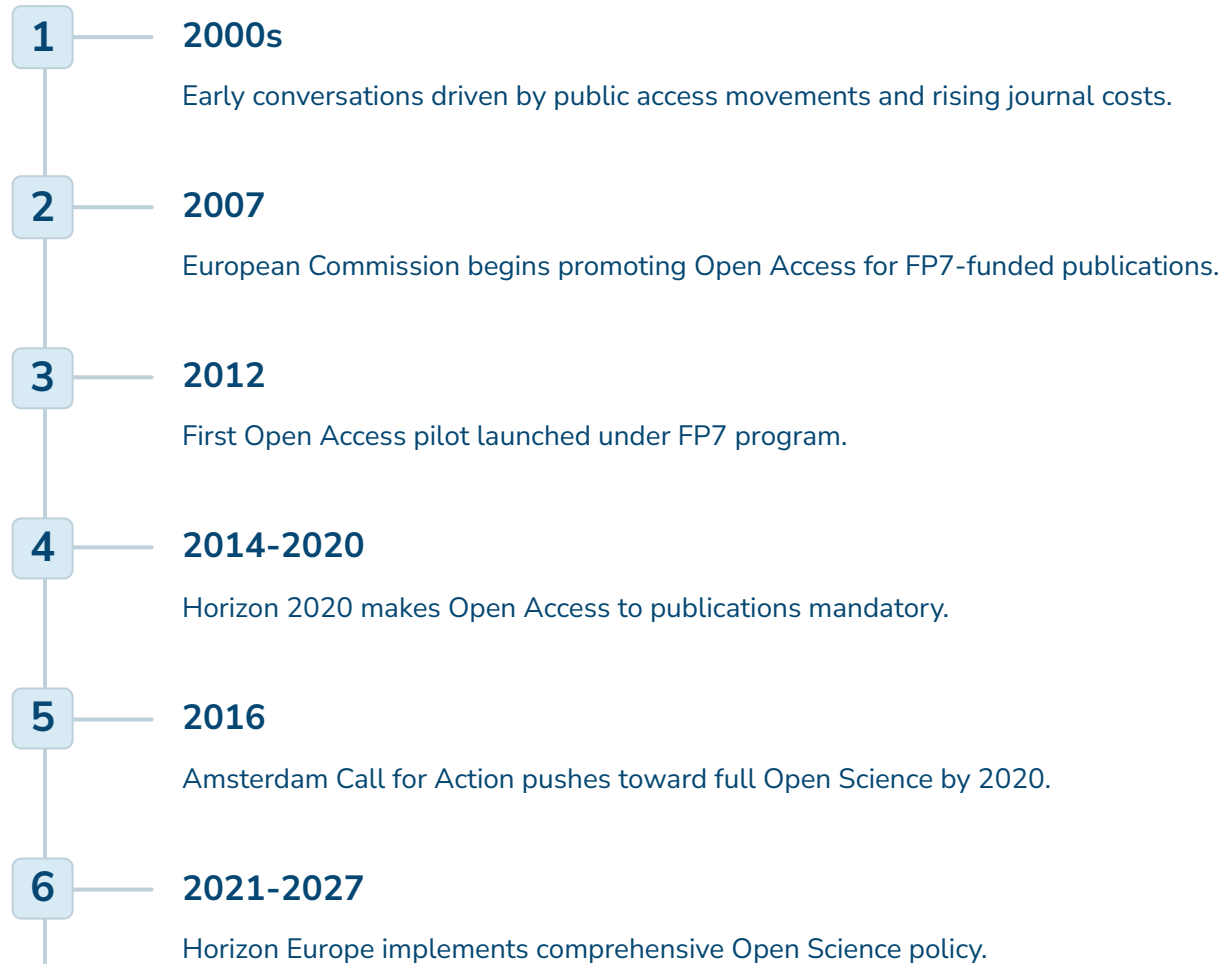 1
2000s
Early conversations driven by public access movements and rising journal costs.
2
2007
European Commission begins promoting Open Access for FP7-funded publications.
3
2012
First Open Access pilot launched under FP7 program.
4
2014-2020
Horizon 2020 makes Open Access to publications mandatory.
5
2016
Amsterdam Call for Action pushes toward full Open Science by 2020.
6
2021-2027
Horizon Europe implements comprehensive Open Science policy.